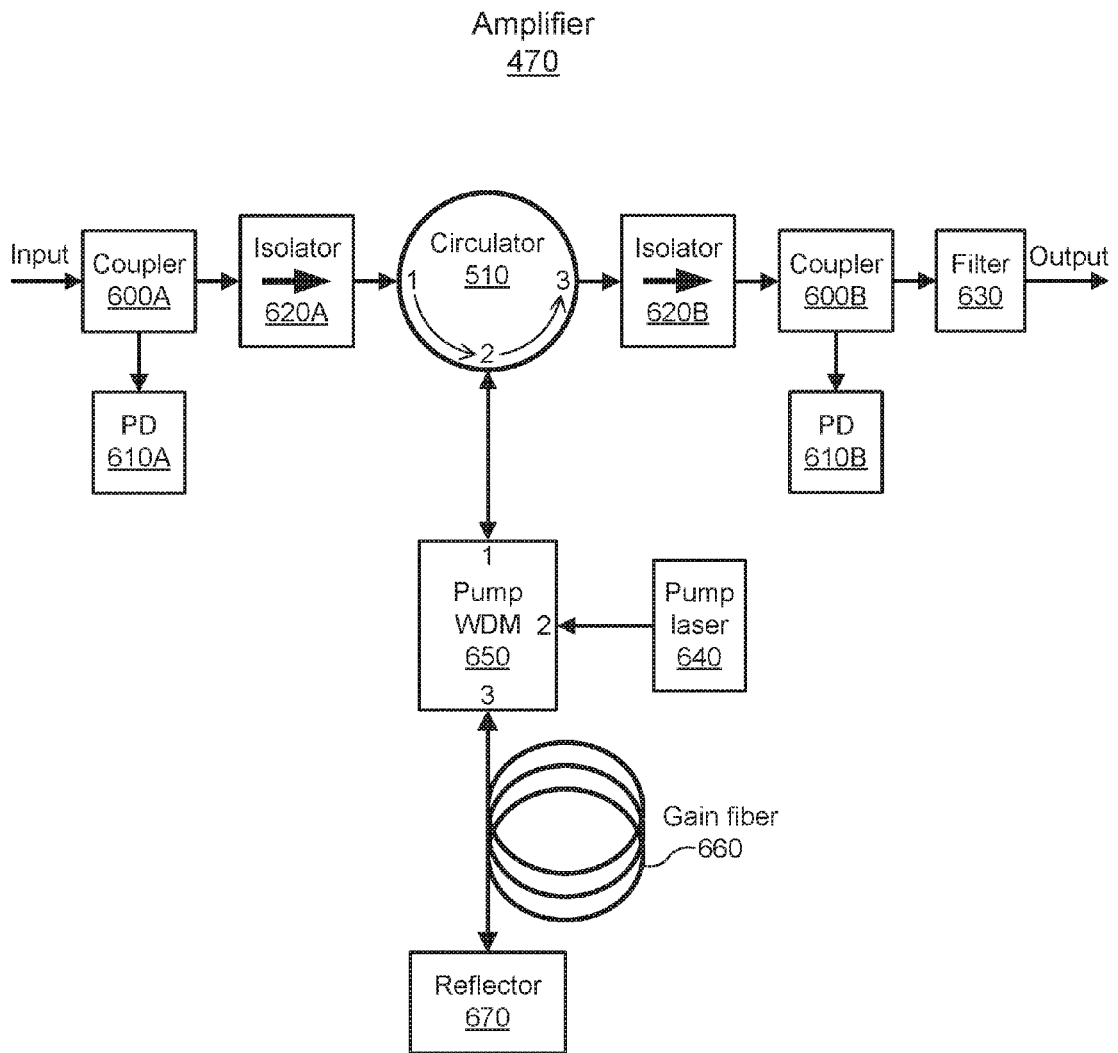 Amplifier
470
Input
Coupler
600A
Isolator
620A
Circulator
510
1
2
3
Isolator
620B
Coupler
600B
Filter
630
Output
PD
610A
PD
610B
1
Pump
WDM
650
2
3
Pump
laser
640
Gain fiber
660
Reflector
670